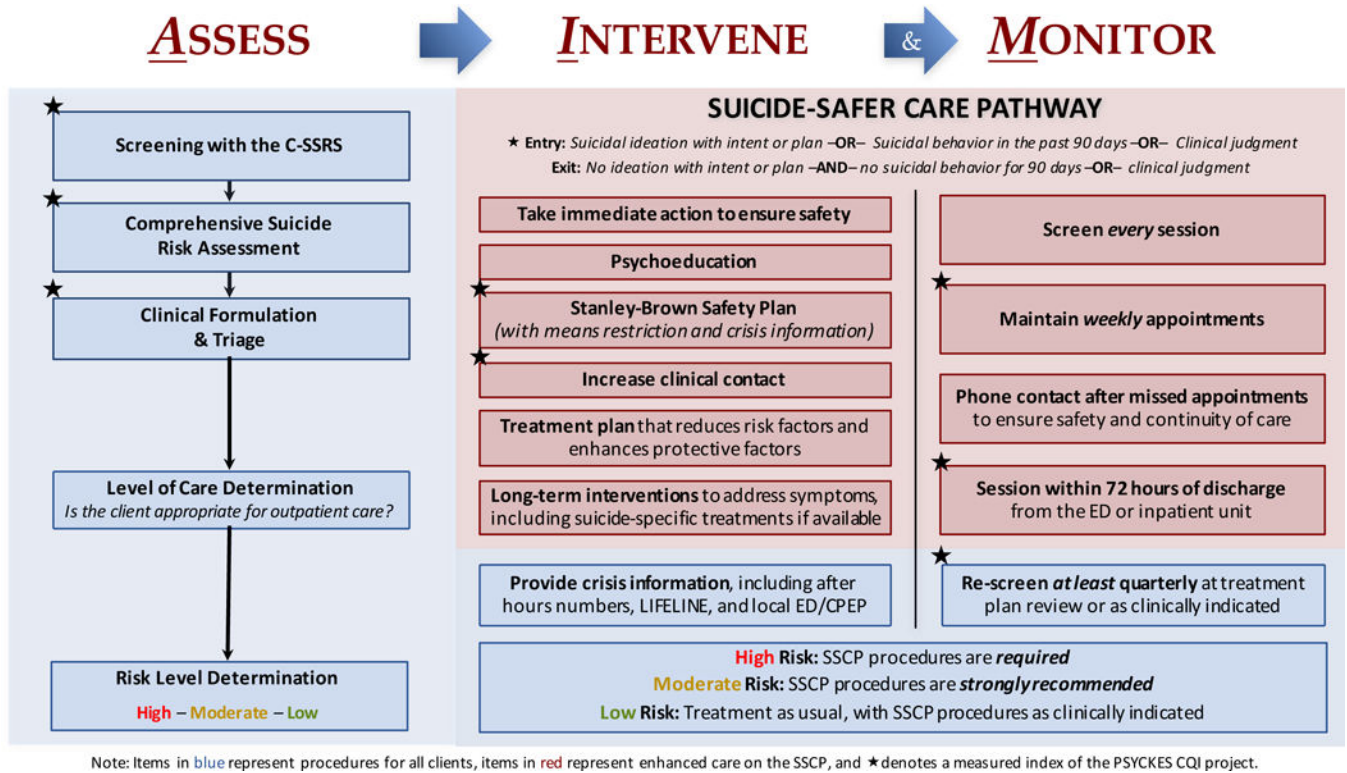 ASSESS
INTERVENE
&
MONITOR
Screening with the C-SSRS
Comprehensive Suicide
Risk Assessment
Clinical Formulation
& Triage
Level of Care Determination
Is the client appropriate for outpatient care?
Risk Level Determination
High – Moderate – Low
SUICIDE-SAFER CARE PATHWAY
★ Entry: Suicidal ideation with intent or plan –OR– Suicidal behavior in the past 90 days –OR– Clinical judgment
Exit: No ideation with intent or plan –AND– no suicidal behavior for 90 days –OR– clinical judgment
Take immediate action to ensure safety
Psychoeducation
Stanley-Brown Safety Plan
(with means restriction and crisis information)
Increase clinical contact
Treatment plan that reduces risk factors and
enhances protective factors
Long-term interventions to address symptoms,
including suicide-specific treatments if available
Provide crisis information, including after
hours numbers, LIFELINE, and local ED/CPEP
Screen every session
Maintain weekly appointments
Phone contact after missed appointments
to ensure safety and continuity of care
Session within 72 hours of discharge
from the ED or inpatient unit
Re-screen at least quarterly at treatment
plan review or as clinically indicated
High Risk: SSCP procedures are required
Moderate Risk: SSCP procedures are strongly recommended
Low Risk: Treatment as usual, with SSCP procedures as clinically indicated
Note: Items in blue represent procedures for all clients, items in red represent enhanced care on the SSCP, and ★ denotes a measured index of the PSYCKES CQI project.